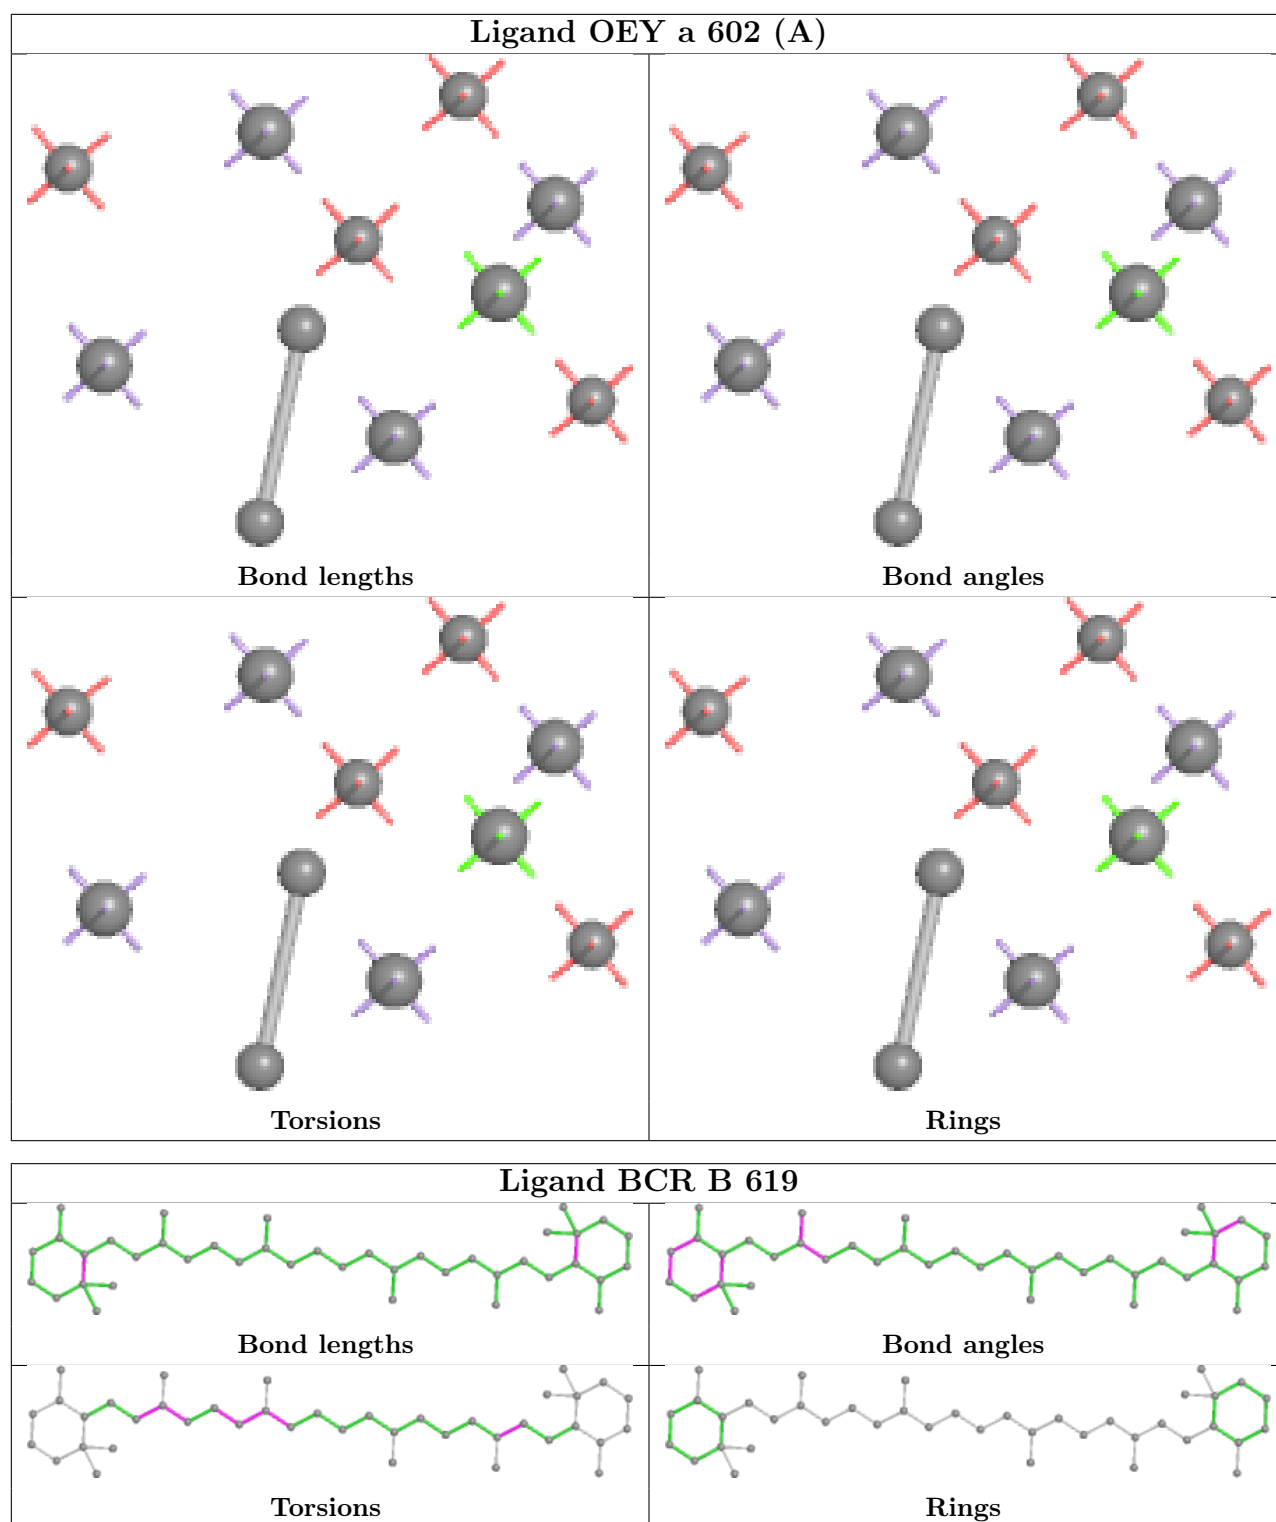 Ligand OEY a 602 (A)
Bond lengths
Bond angles
Torsions
Rings
Ligand BCR B 619
Bond lengths
Bond angles
Torsions
Rings